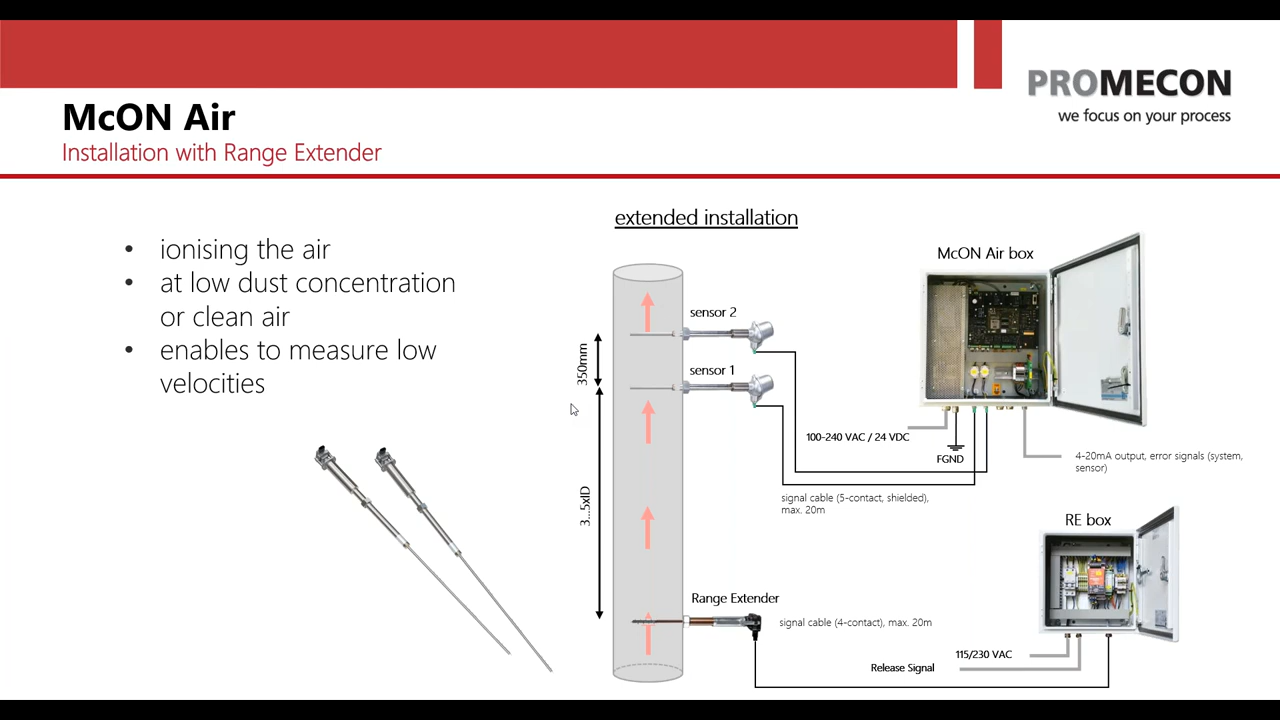 PROMECON
we focus on your process
McON Air
Installation with Range Extender
• ionising the air
• at low dust concentration
or clean air
• enables to measure low
velocities
extended installation
McON Air box
sensor 2
350mm
sensor 1
100-240 VAC / 24 VDC
FGND
4-20mA output, error signals (system,
sensor)
3...5xID
signal cable (5-contact, shielded),
max. 20m
RE box
Range Extender
signal cable (4-contact), max. 20m
115/230 VAC
Release Signal